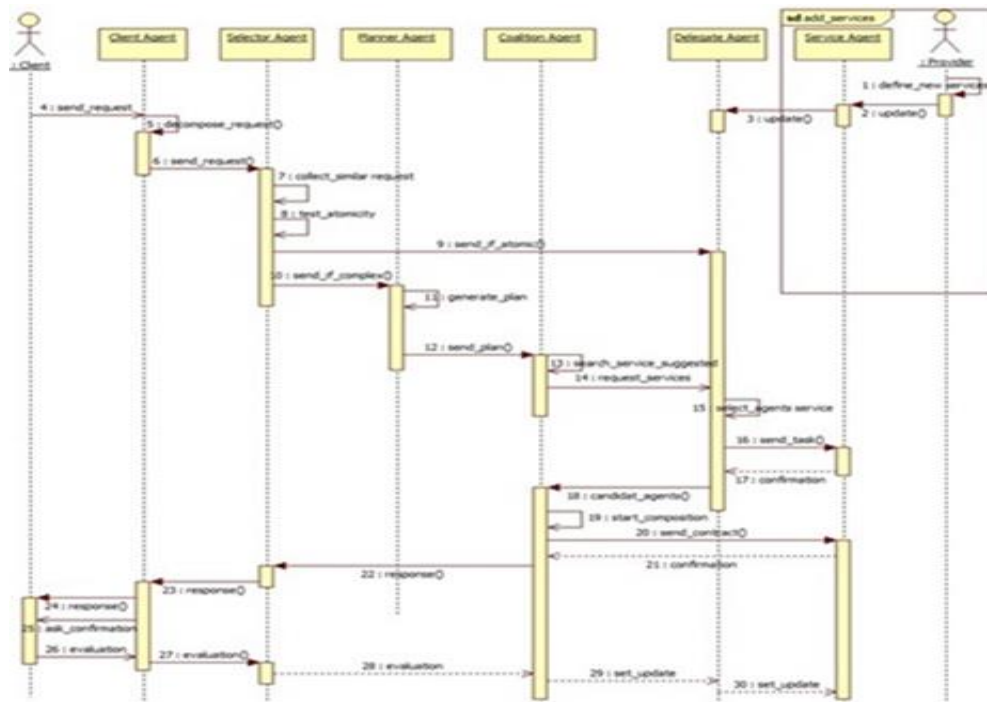 sd add_services
Client Agent
Selector Agent
Planner Agent
Coalition Agent
Delegate Agent
Service Agent
: Client
: Provider
1 : define_new services
2 : update()
3 : update()
4 : send_request
5 : decompose_request()
6 : send_request()
7 : collect_similar request
8 : test_atomicity
9 : send_if_atomic()
10 : send_if_complex()
11 : generate_plan
12 : send_plan()
13 : search_service_suggested
14 : request_services
15 : select_agents service
16 : send_task()
17 : confirmation
18 : candidat_agents()
19 : start_composition
20 : send_contract()
21 : confirmation
22 : response()
23 : response()
24 : response()
25 : ask_confirmation
26 : evaluation
27 : evaluation()
28 : evaluation
29 : set_update
30 : set_update